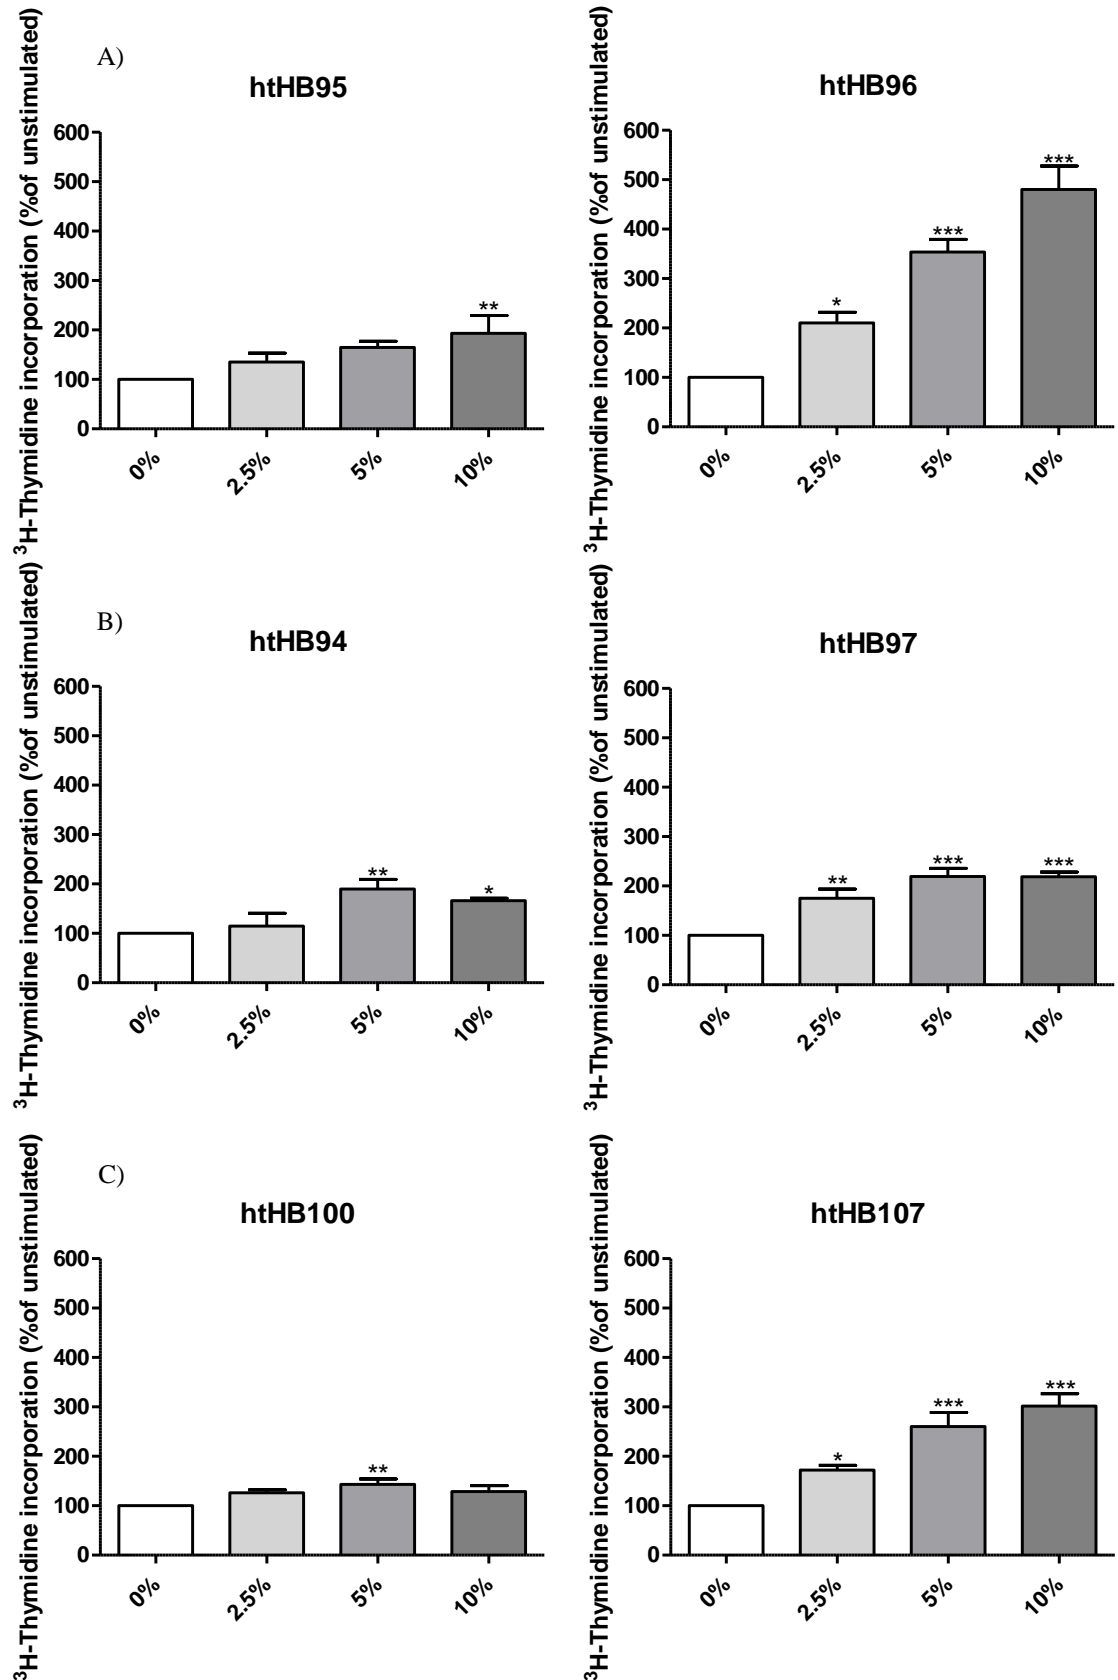 A)
htHB95
³H-Thymidine incorporation (%of unstimulated)
600
500
400
300
200
100
0
**
0% 2.5% 5% 10%
htHB96
³H-Thymidine incorporation (%of unstimulated)
600
500
400
300
200
100
0
* *** ***
0% 2.5% 5% 10%
B)
htHB94
³H-Thymidine incorporation (%of unstimulated)
600
500
400
300
200
100
0
** *
0% 2.5% 5% 10%
htHB97
³H-Thymidine incorporation (%of unstimulated)
600
500
400
300
200
100
0
** *** ***
0% 2.5% 5% 10%
C)
htHB100
³H-Thymidine incorporation (%of unstimulated)
600
500
400
300
200
100
0
**
0% 2.5% 5% 10%
htHB107
³H-Thymidine incorporation (%of unstimulated)
600
500
400
300
200
100
0
* *** ***
0% 2.5% 5% 10%